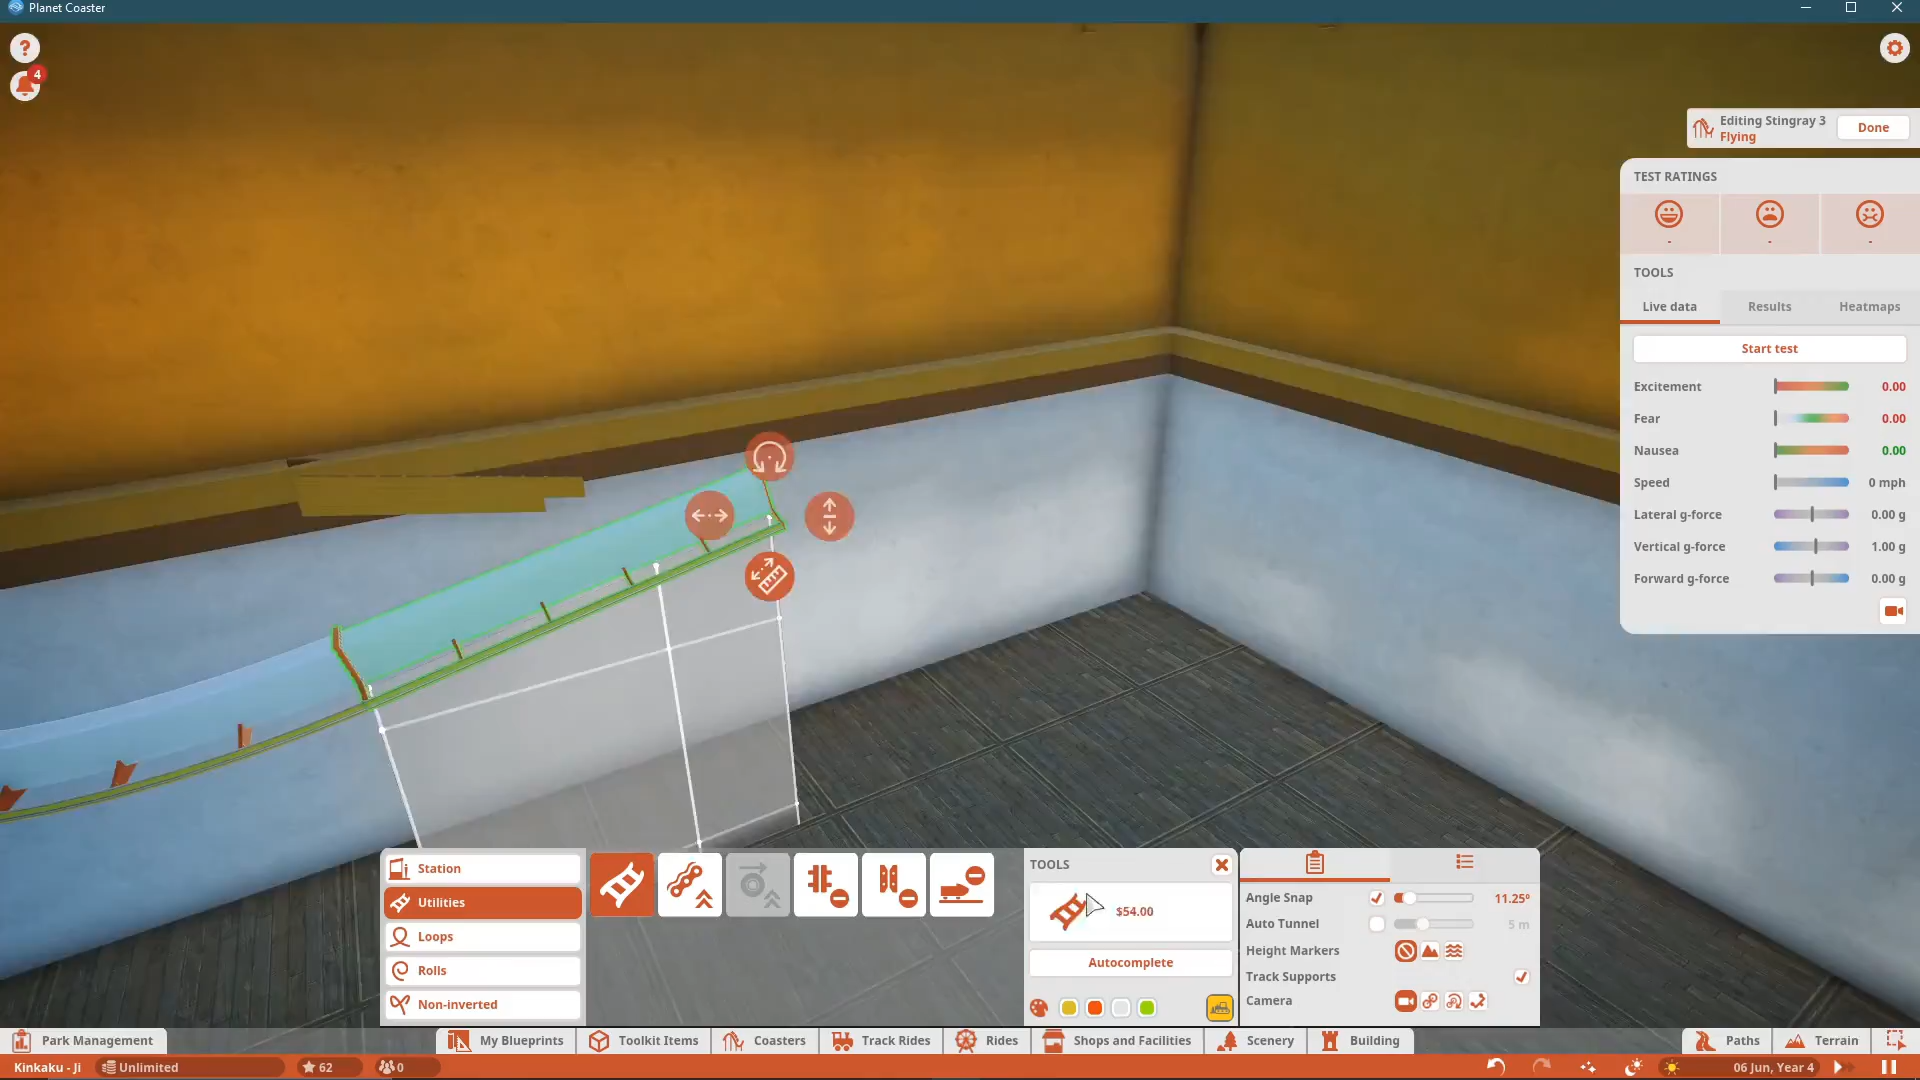 Planet Coaster
?
4
Editing Stingray 3
Flying
Done
TEST RATINGS
- - -
TOOLS
Live data Results Heatmaps
Start test
Excitement 0.00
Fear 0.00
Nausea 0.00
Speed 0 mph
Lateral g-force 0.00 g
Vertical g-force 1.00 g
Forward g-force 0.00 g
Station
Utilities
Loops
Rolls
Non-inverted
TOOLS
$54.00
Autocomplete
Angle Snap 11.25°
Auto Tunnel 5 m
Height Markers
Track Supports
Camera
Park Management My Blueprints Toolkit Items Coasters Track Rides Rides Shops and Facilities Scenery Building Paths Terrain
Kinkaku - Ji Unlimited 62 0 06 Jun, Year 4